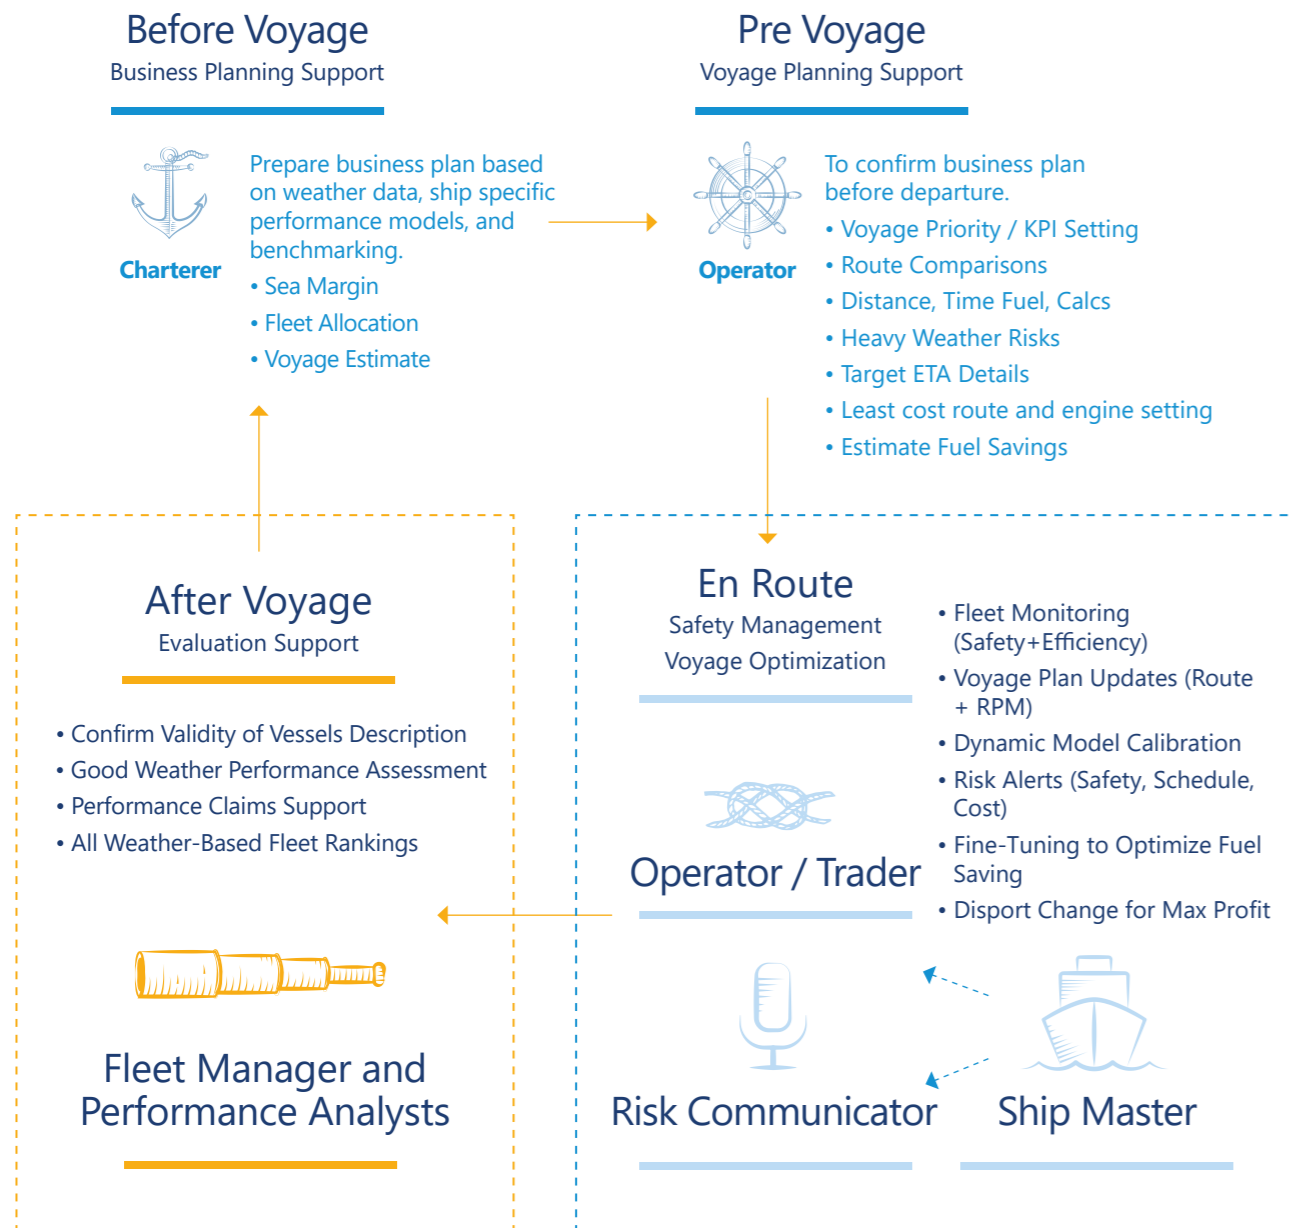 Before Voyage
Business Planning Support
Charterer
Prepare business plan based
on weather data, ship specific
performance models, and
benchmarking.
• Sea Margin
• Fleet Allocation
• Voyage Estimate
Pre Voyage
Voyage Planning Support
Operator
To confirm business plan
before departure.
• Voyage Priority / KPI Setting
• Route Comparisons
• Distance, Time Fuel, Calcs
• Heavy Weather Risks
• Target ETA Details
• Least cost route and engine setting
• Estimate Fuel Savings
En Route
Safety Management
Voyage Optimization
• Fleet Monitoring
(Safety+Efficiency)
• Voyage Plan Updates (Route
+ RPM)
• Dynamic Model Calibration
• Risk Alerts (Safety, Schedule,
Cost)
• Fine-Tuning to Optimize Fuel
Saving
• Disport Change for Max Profit
Operator / Trader
Risk Communicator
Ship Master
After Voyage
Evaluation Support
• Confirm Validity of Vessels Description
• Good Weather Performance Assessment
• Performance Claims Support
• All Weather-Based Fleet Rankings
Fleet Manager and
Performance Analysts